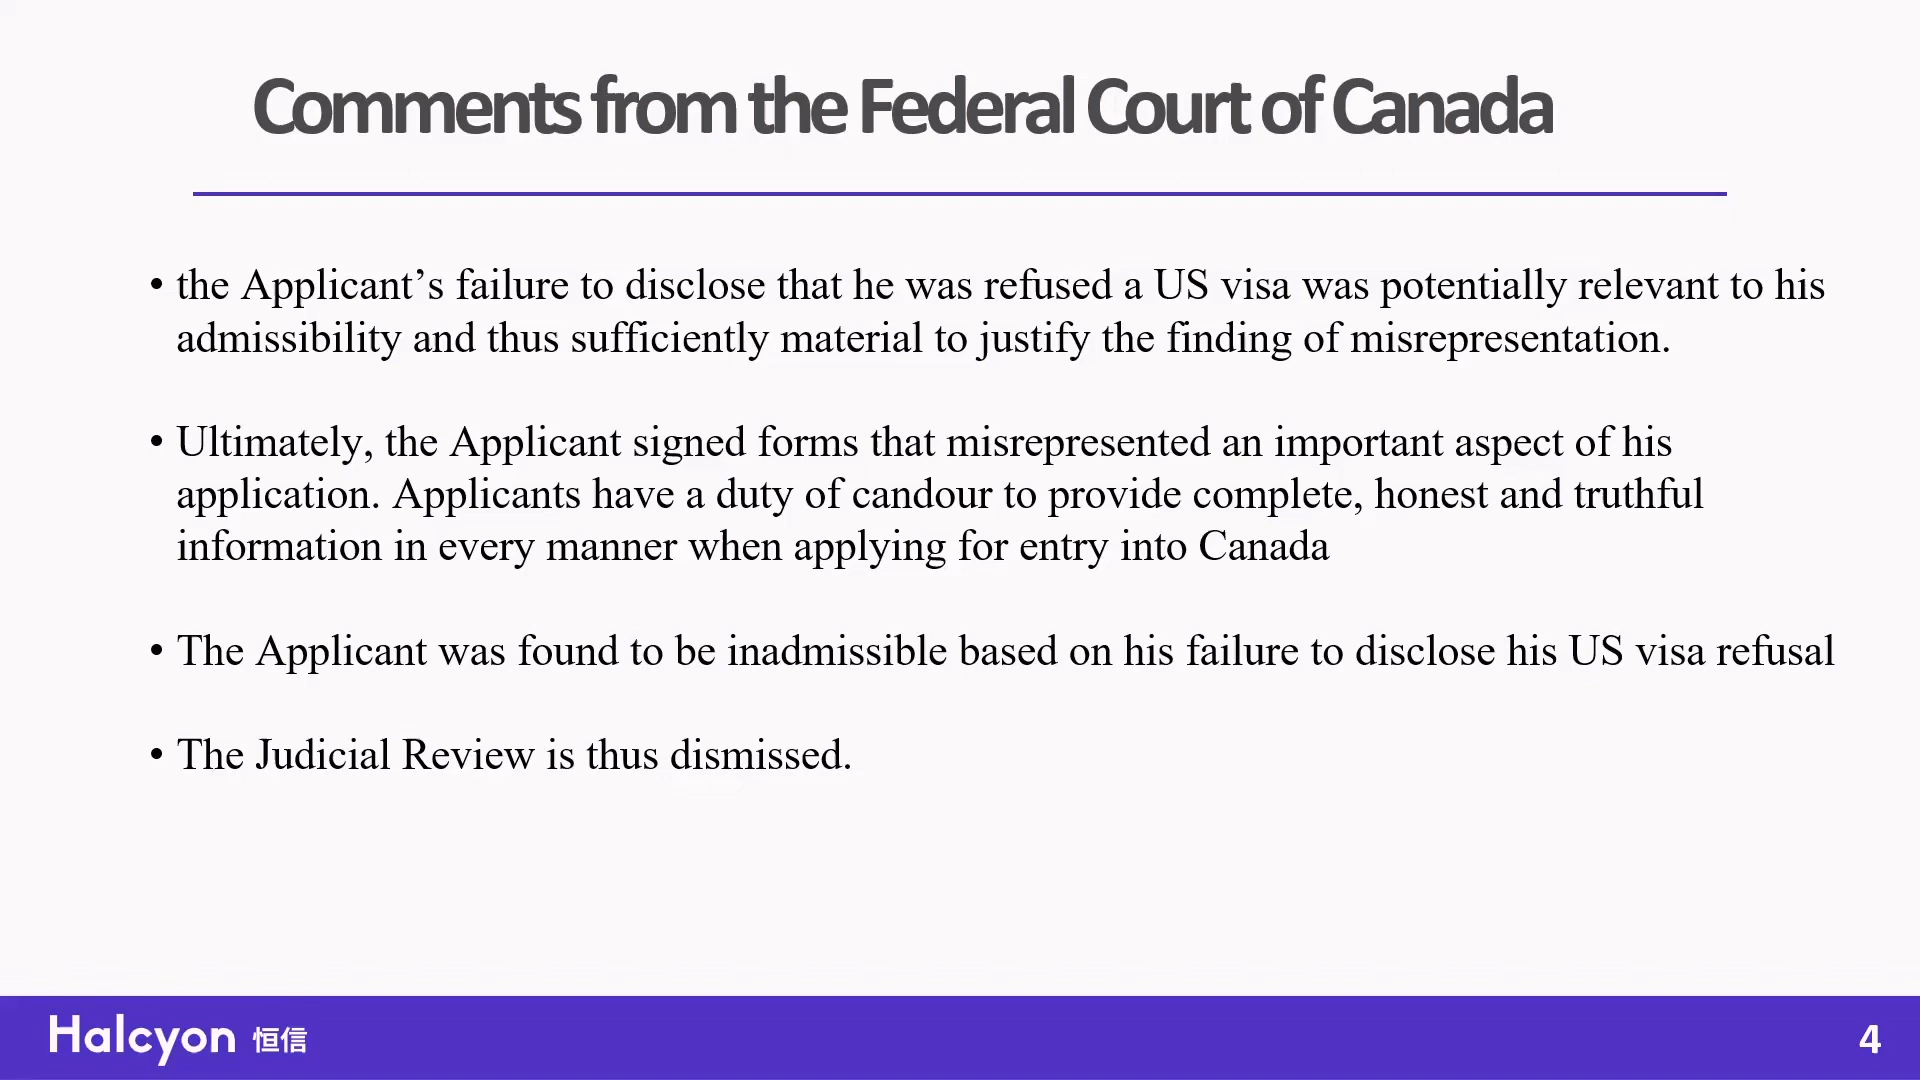 Comments from the Federal Court of Canada
• the Applicant’s failure to disclose that he was refused a US visa was potentially relevant to his
admissibility and thus sufficiently material to justify the finding of misrepresentation.
• Ultimately, the Applicant signed forms that misrepresented an important aspect of his
application. Applicants have a duty of candour to provide complete, honest and truthful
information in every manner when applying for entry into Canada
• The Applicant was found to be inadmissible based on his failure to disclose his US visa refusal
• The Judicial Review is thus dismissed.
Halcyon 恒信
4